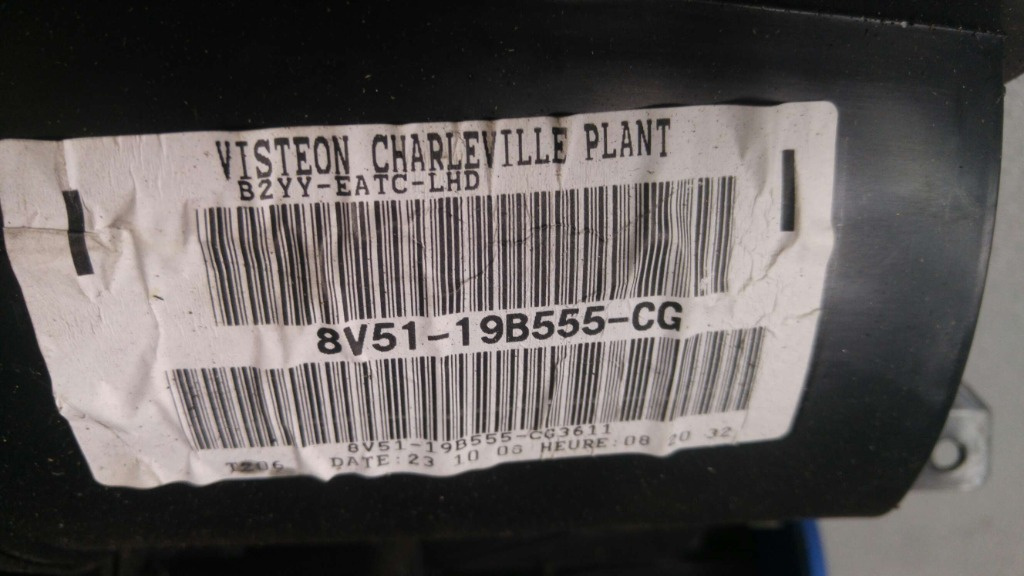 VISTEON CHARLEVILLE PLANT
B2YY-EATC-LHD
8V51-19B555-CG
8V51-19B555-CG3611
DATE:23 10 08 HEURE:08 20 32